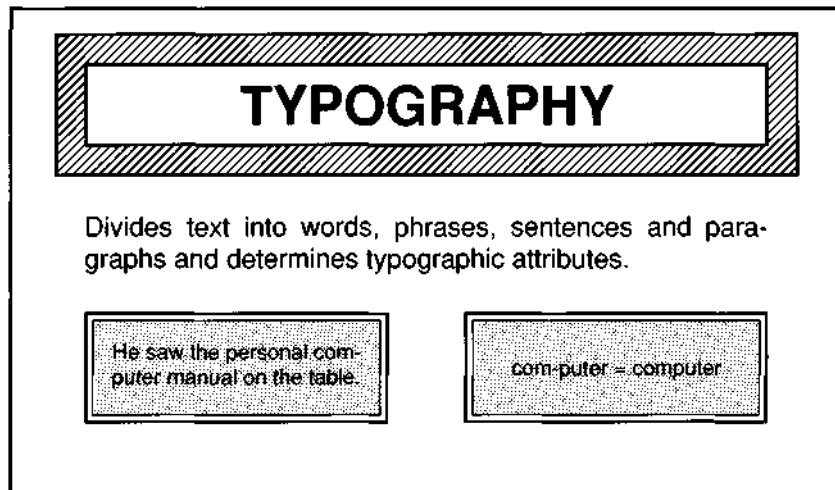 TYPOGRAPHY
Divides text into words, phrases, sentences and para-
graphs and determines typographic attributes.
He saw the personal com-
puter manual on the table.
com-puter = computer